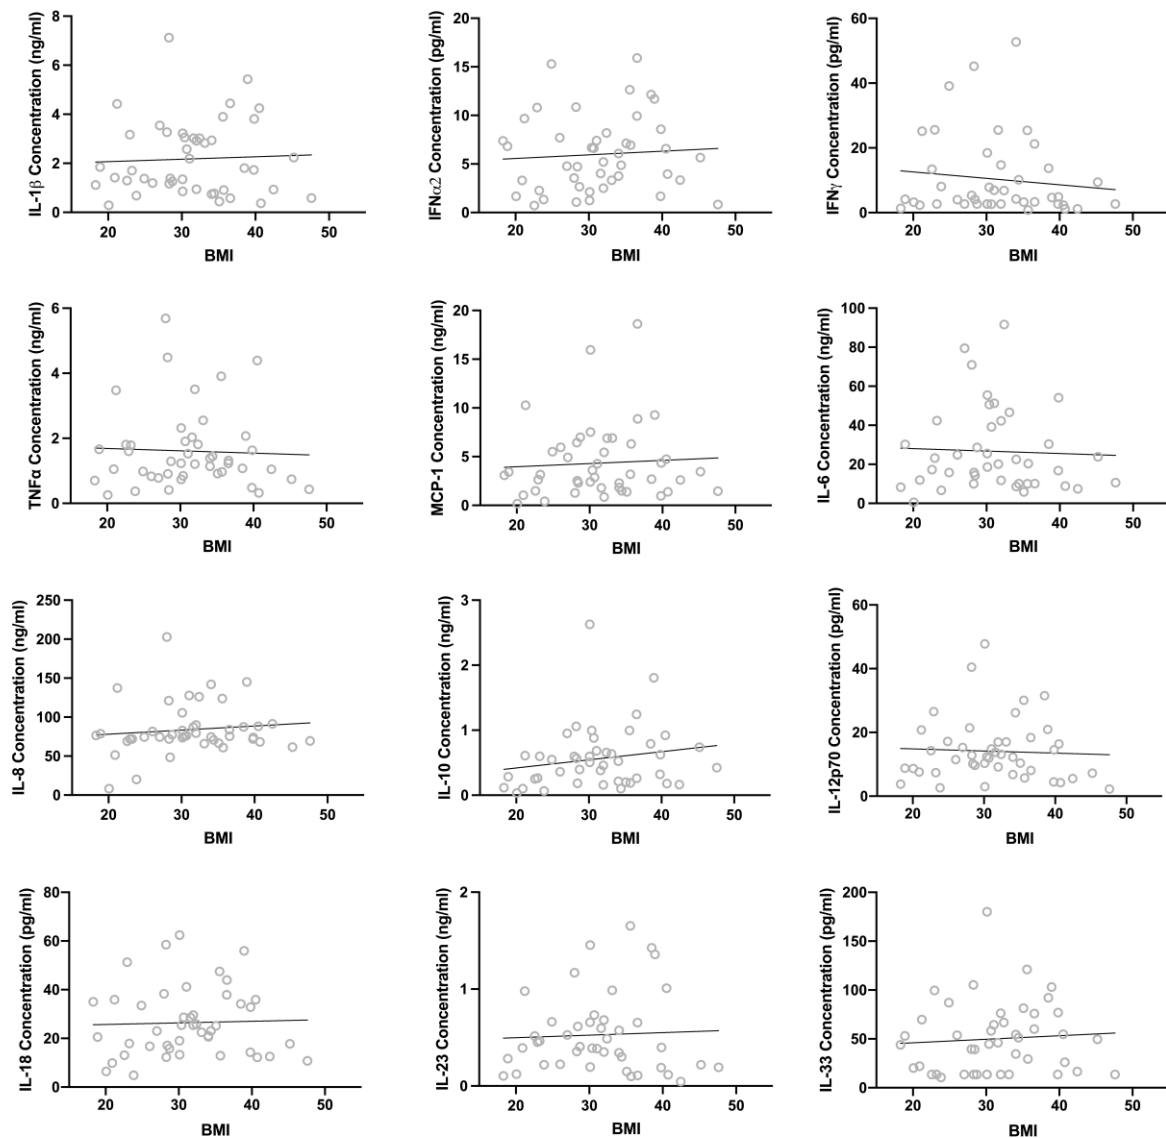 IL-1β Concentration (ng/ml)
8
6
4
2
0
20 30 40 50
BMI
IFNα2 Concentration (pg/ml)
20
15
10
5
0
20 30 40 50
BMI
IFNγ Concentration (pg/ml)
60
40
20
0
20 30 40 50
BMI
TNFα Concentration (ng/ml)
6
4
2
0
20 30 40 50
BMI
MCP-1 Concentration (ng/ml)
20
15
10
5
0
20 30 40 50
BMI
IL-6 Concentration (ng/ml)
100
80
60
40
20
0
20 30 40 50
BMI
IL-8 Concentration (ng/ml)
250
200
150
100
50
0
20 30 40 50
BMI
IL-10 Concentration (ng/ml)
3
2
1
0
20 30 40 50
BMI
IL-12p70 Concentration (pg/ml)
60
40
20
0
20 30 40 50
BMI
IL-18 Concentration (pg/ml)
80
60
40
20
0
20 30 40 50
BMI
IL-23 Concentration (ng/ml)
2
1
0
20 30 40 50
BMI
IL-33 Concentration (pg/ml)
200
150
100
50
0
20 30 40 50
BMI